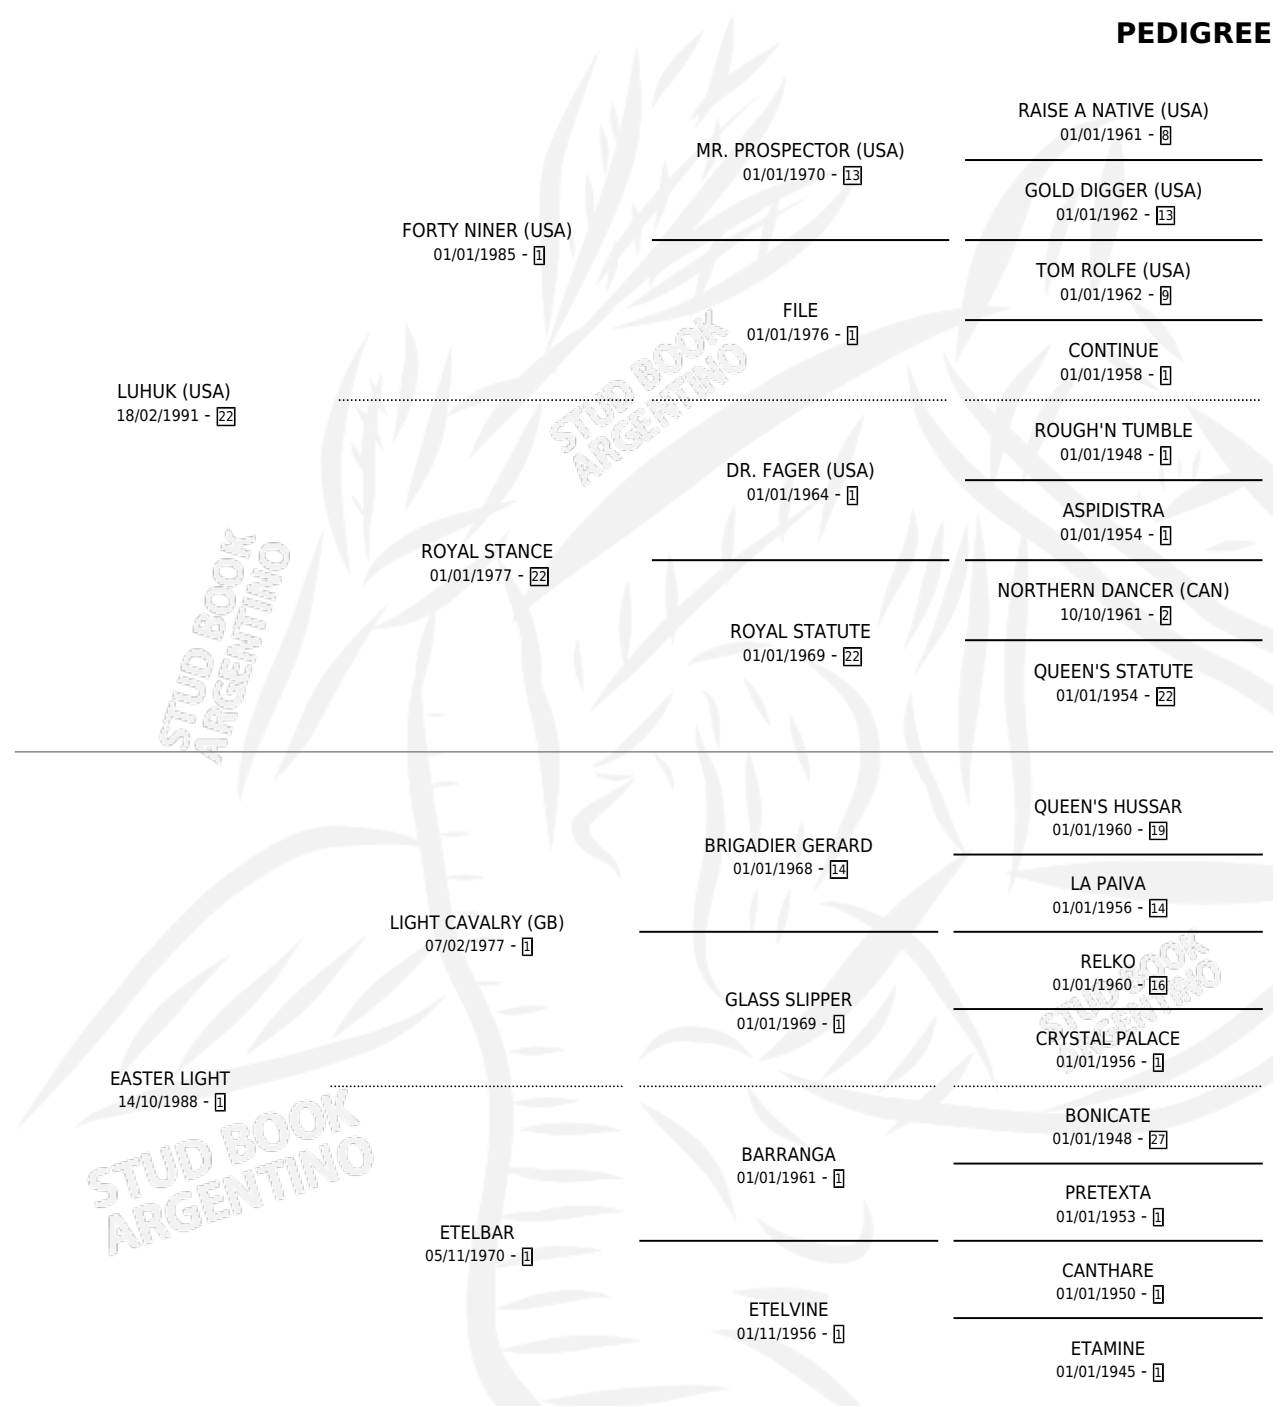 PEDIGREE
RAISE A NATIVE (USA)
01/01/1961 - 8
MR. PROSPECTOR (USA)
01/01/1970 - 13
GOLD DIGGER (USA)
01/01/1962 - 13
FORTY NINER (USA)
01/01/1985 - 1
TOM ROLFE (USA)
01/01/1962 - 9
FILE
01/01/1976 - 1
CONTINUE
01/01/1958 - 1
LUHUK (USA)
18/02/1991 - 22
ROUGH'N TUMBLE
01/01/1948 - 1
DR. FAGER (USA)
01/01/1964 - 1
ASPIDISTRA
01/01/1954 - 1
ROYAL STANCE
01/01/1977 - 22
NORTHERN DANCER (CAN)
10/10/1961 - 2
ROYAL STATUTE
01/01/1969 - 22
QUEEN'S STATUTE
01/01/1954 - 22
QUEEN'S HUSSAR
01/01/1960 - 19
BRIGADIER GERARD
01/01/1968 - 14
LA PAIVA
01/01/1956 - 14
LIGHT CAVALRY (GB)
07/02/1977 - 1
RELKO
01/01/1960 - 16
GLASS SLIPPER
01/01/1969 - 1
CRYSTAL PALACE
01/01/1956 - 1
EASTER LIGHT
14/10/1988 - 1
BONICATE
01/01/1948 - 27
BARRANGA
01/01/1961 - 1
PRETEXTA
01/01/1953 - 1
ETELBAR
05/11/1970 - 1
CANTHARE
01/01/1950 - 1
ETELVINE
01/11/1956 - 1
ETAMINE
01/01/1945 - 1
STUD BOOK
ARGENTINO
STUD BOOK
ARGENTINO
STUD BOOK
ARGENTINO
STUD BOOK
ARGENTINO